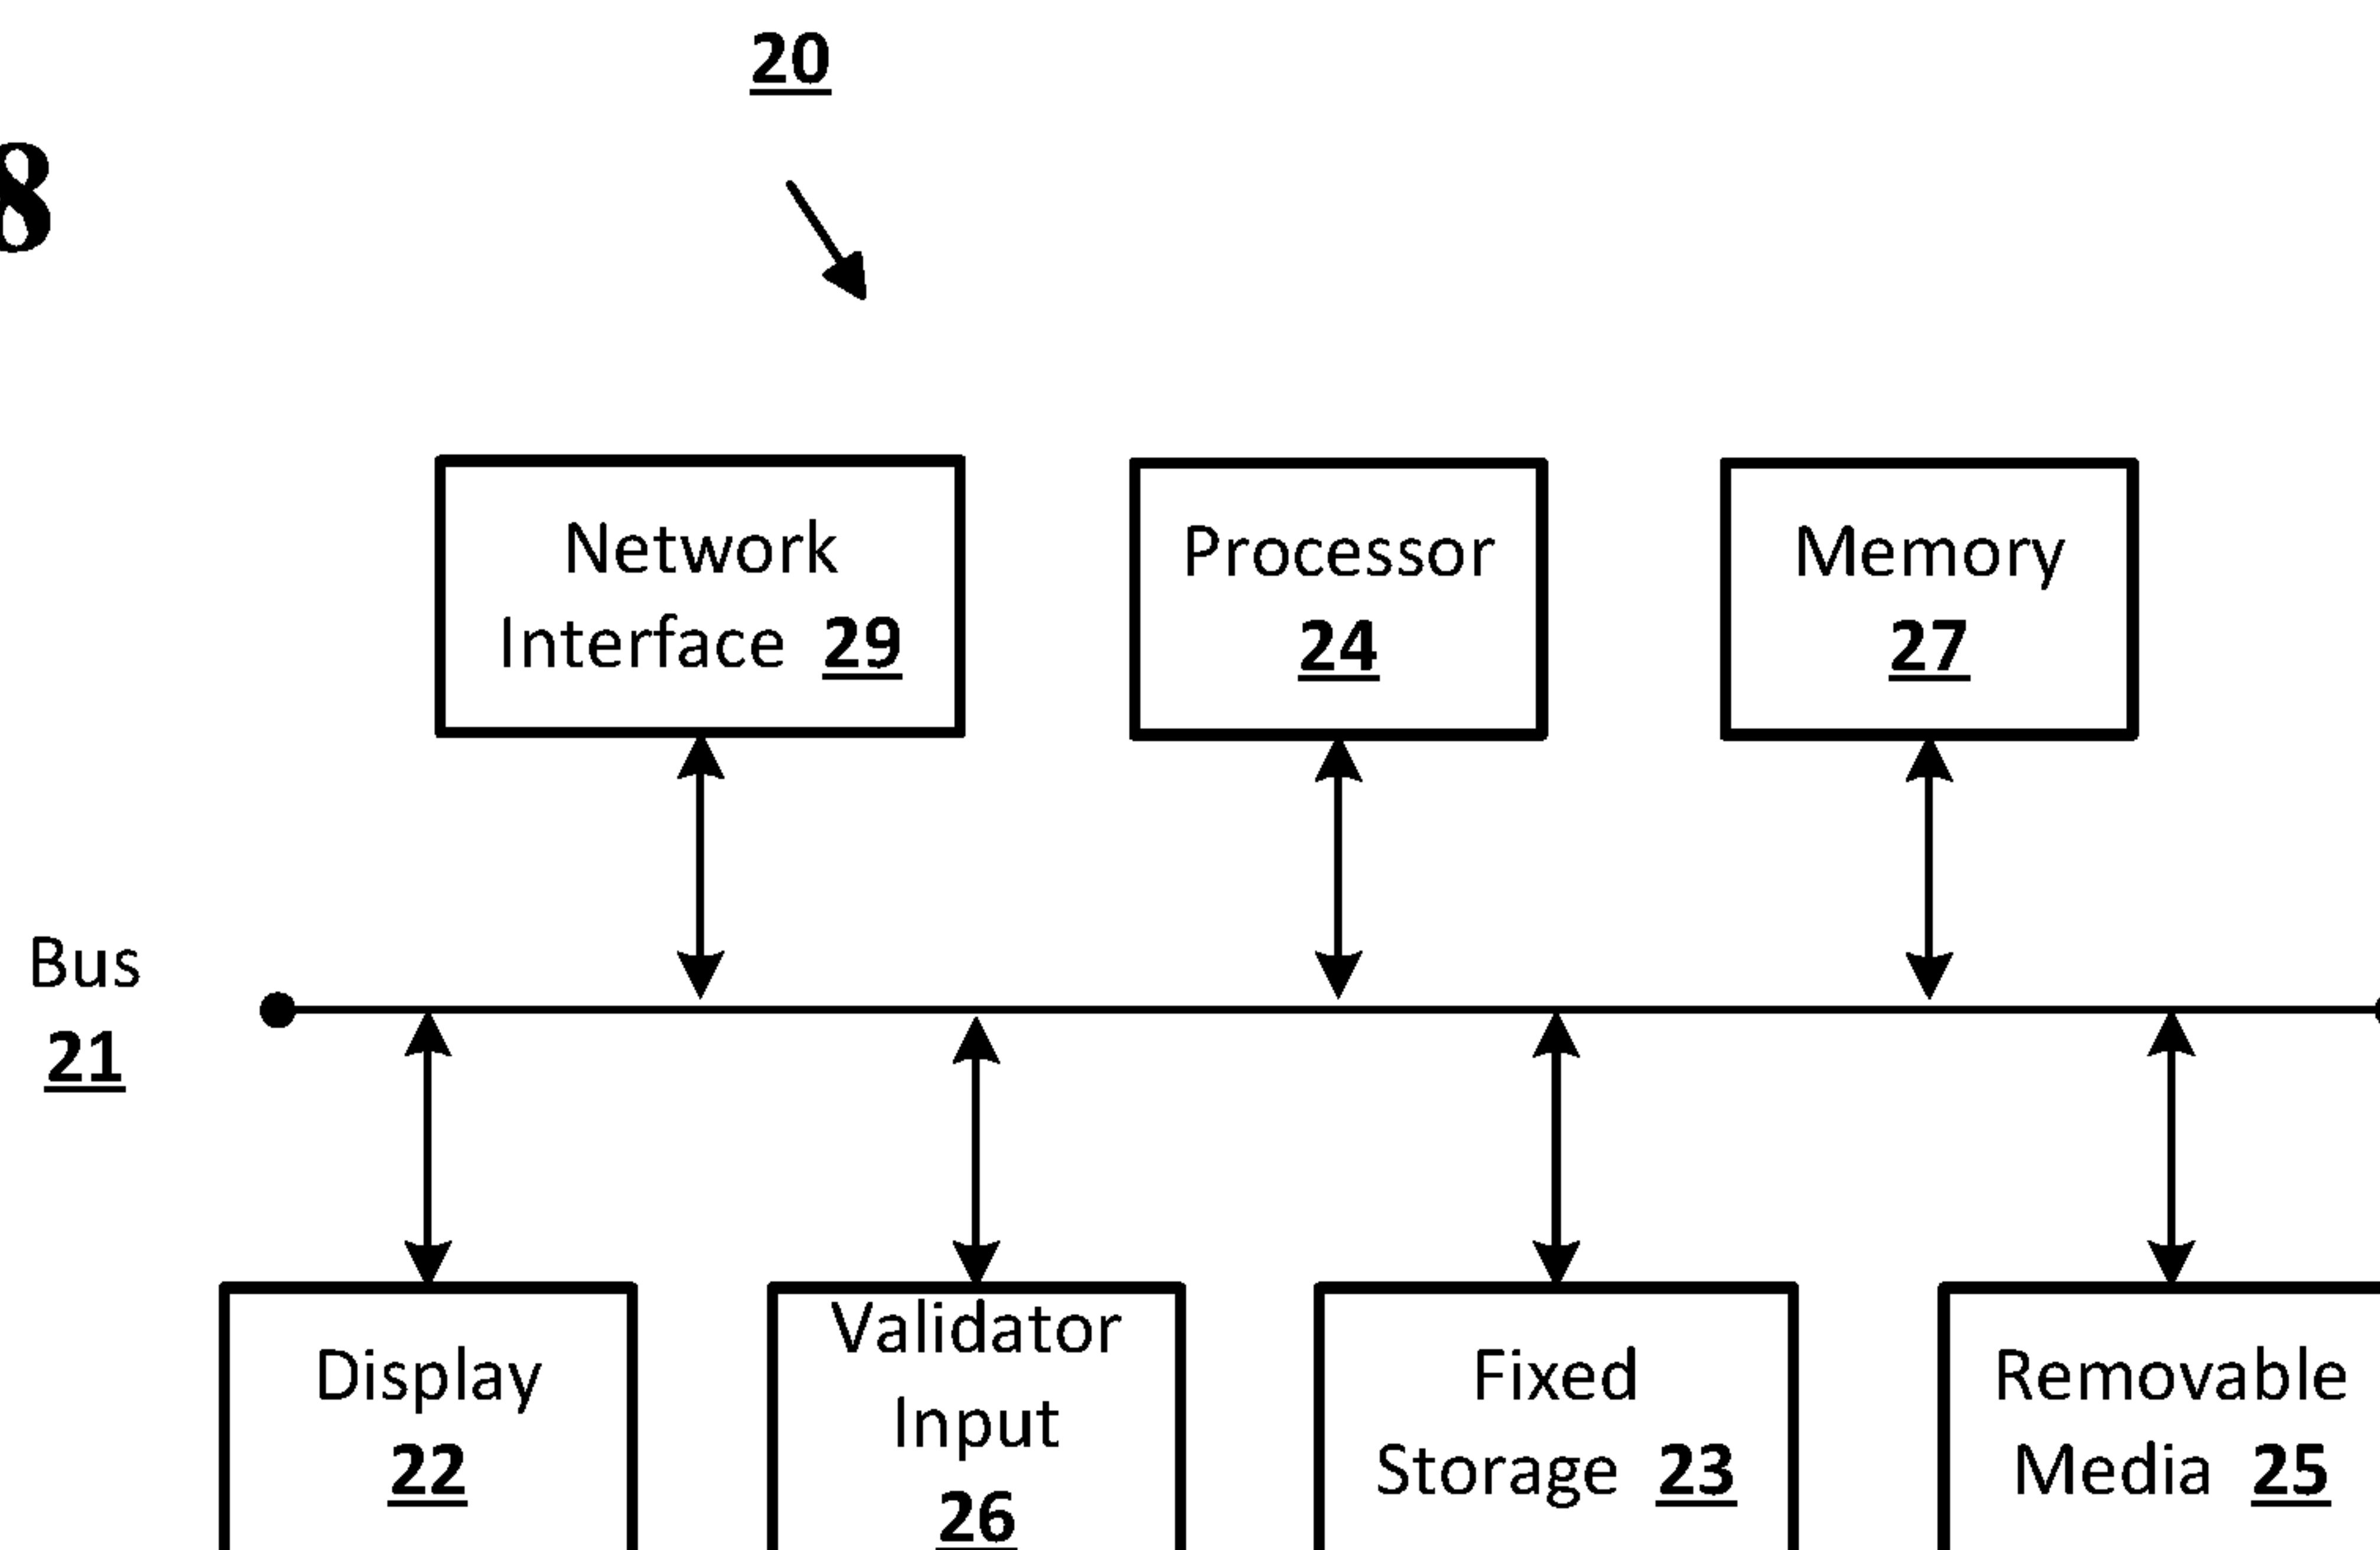 20
8
Network
Interface 29
Processor
24
Memory
27
Bus
21
Display
22
Validator
Input
26
Fixed
Storage 23
Removable
Media 25